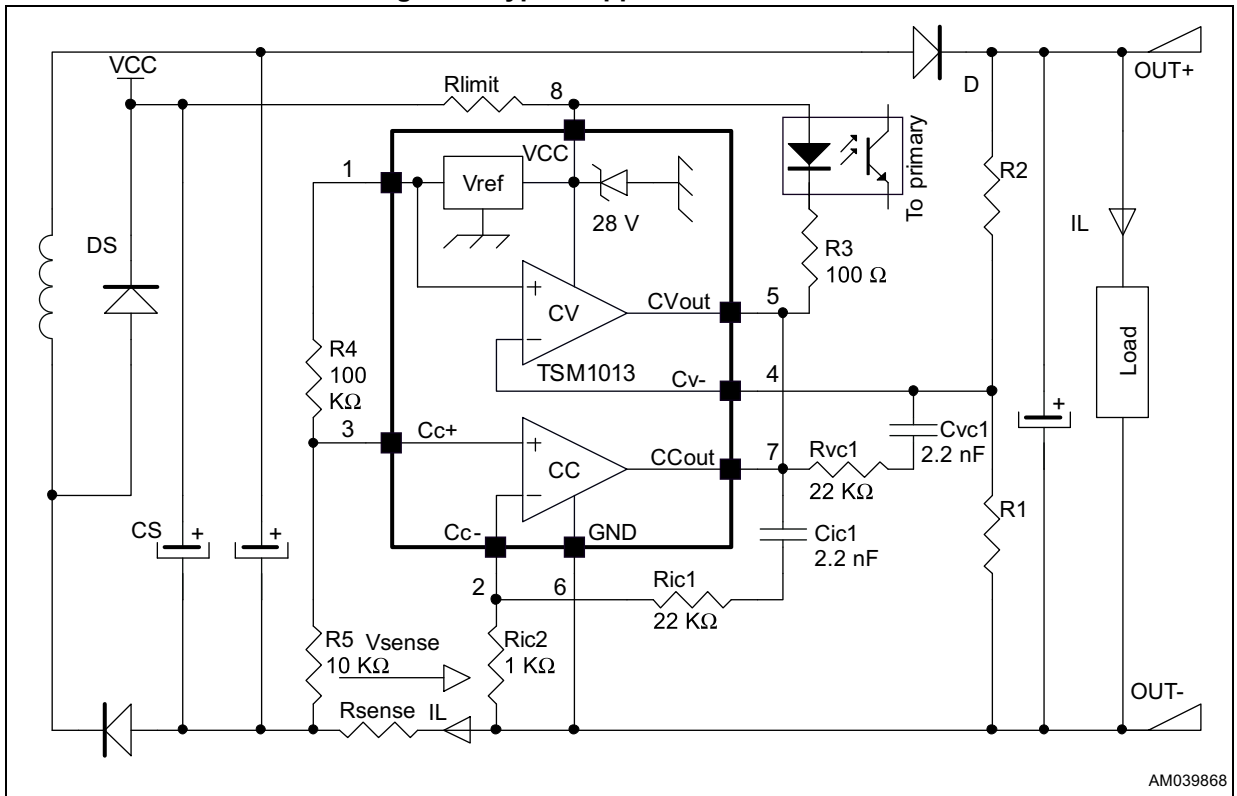 VCC
Rlimit
8
D
OUT+
1
VCC
Vref
28 V
To primary
R2
DS
R3
100 Ω
IL
+
CV
CVout
5
R4
100
KΩ
TSM1013
Cv-
4
Load
3
Cc+
+
CC
CCout
7
Rvc1
22 KΩ
Cvc1
2.2 nF
+
R1
CS
+
+
Cc-
GND
Cic1
2.2 nF
2
6
Ric1
22 KΩ
R5
10 KΩ
Vsense
Ric2
1 KΩ
Rsense
IL
OUT-
AM039868